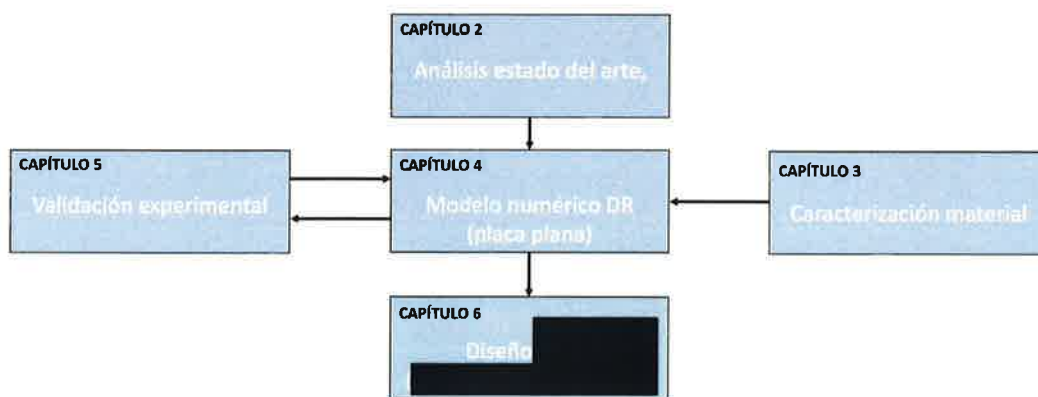 CAPÍTULO 2
Análisis estado del arte,
CAPÍTULO 5
Validación experimental
CAPÍTULO 4
Modelo numérico DR
(placa plana)
CAPÍTULO 3
Caracterización material
CAPÍTULO 6
Diseño